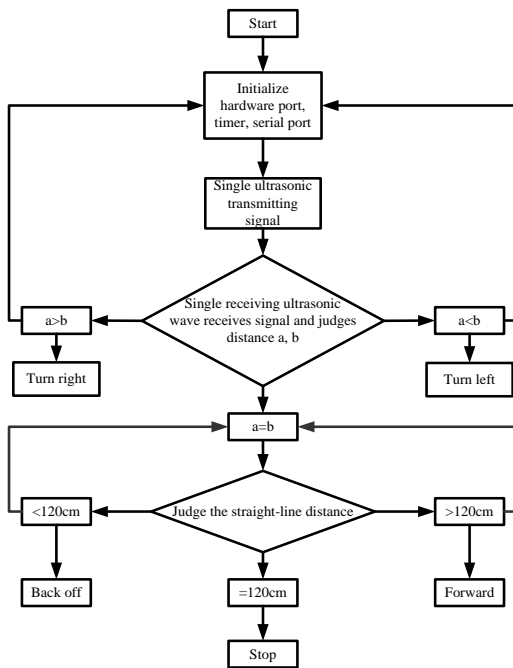 Start
Initialize
hardware port,
timer, serial port
Single ultrasonic
transmitting
signal
Single receiving ultrasonic
wave receives signal and judges
distance a, b
a>b
a<b
Turn right
Turn left
a=b
Judge the straight-line distance
<120cm
>120cm
Back off
=120cm
Forward
Stop